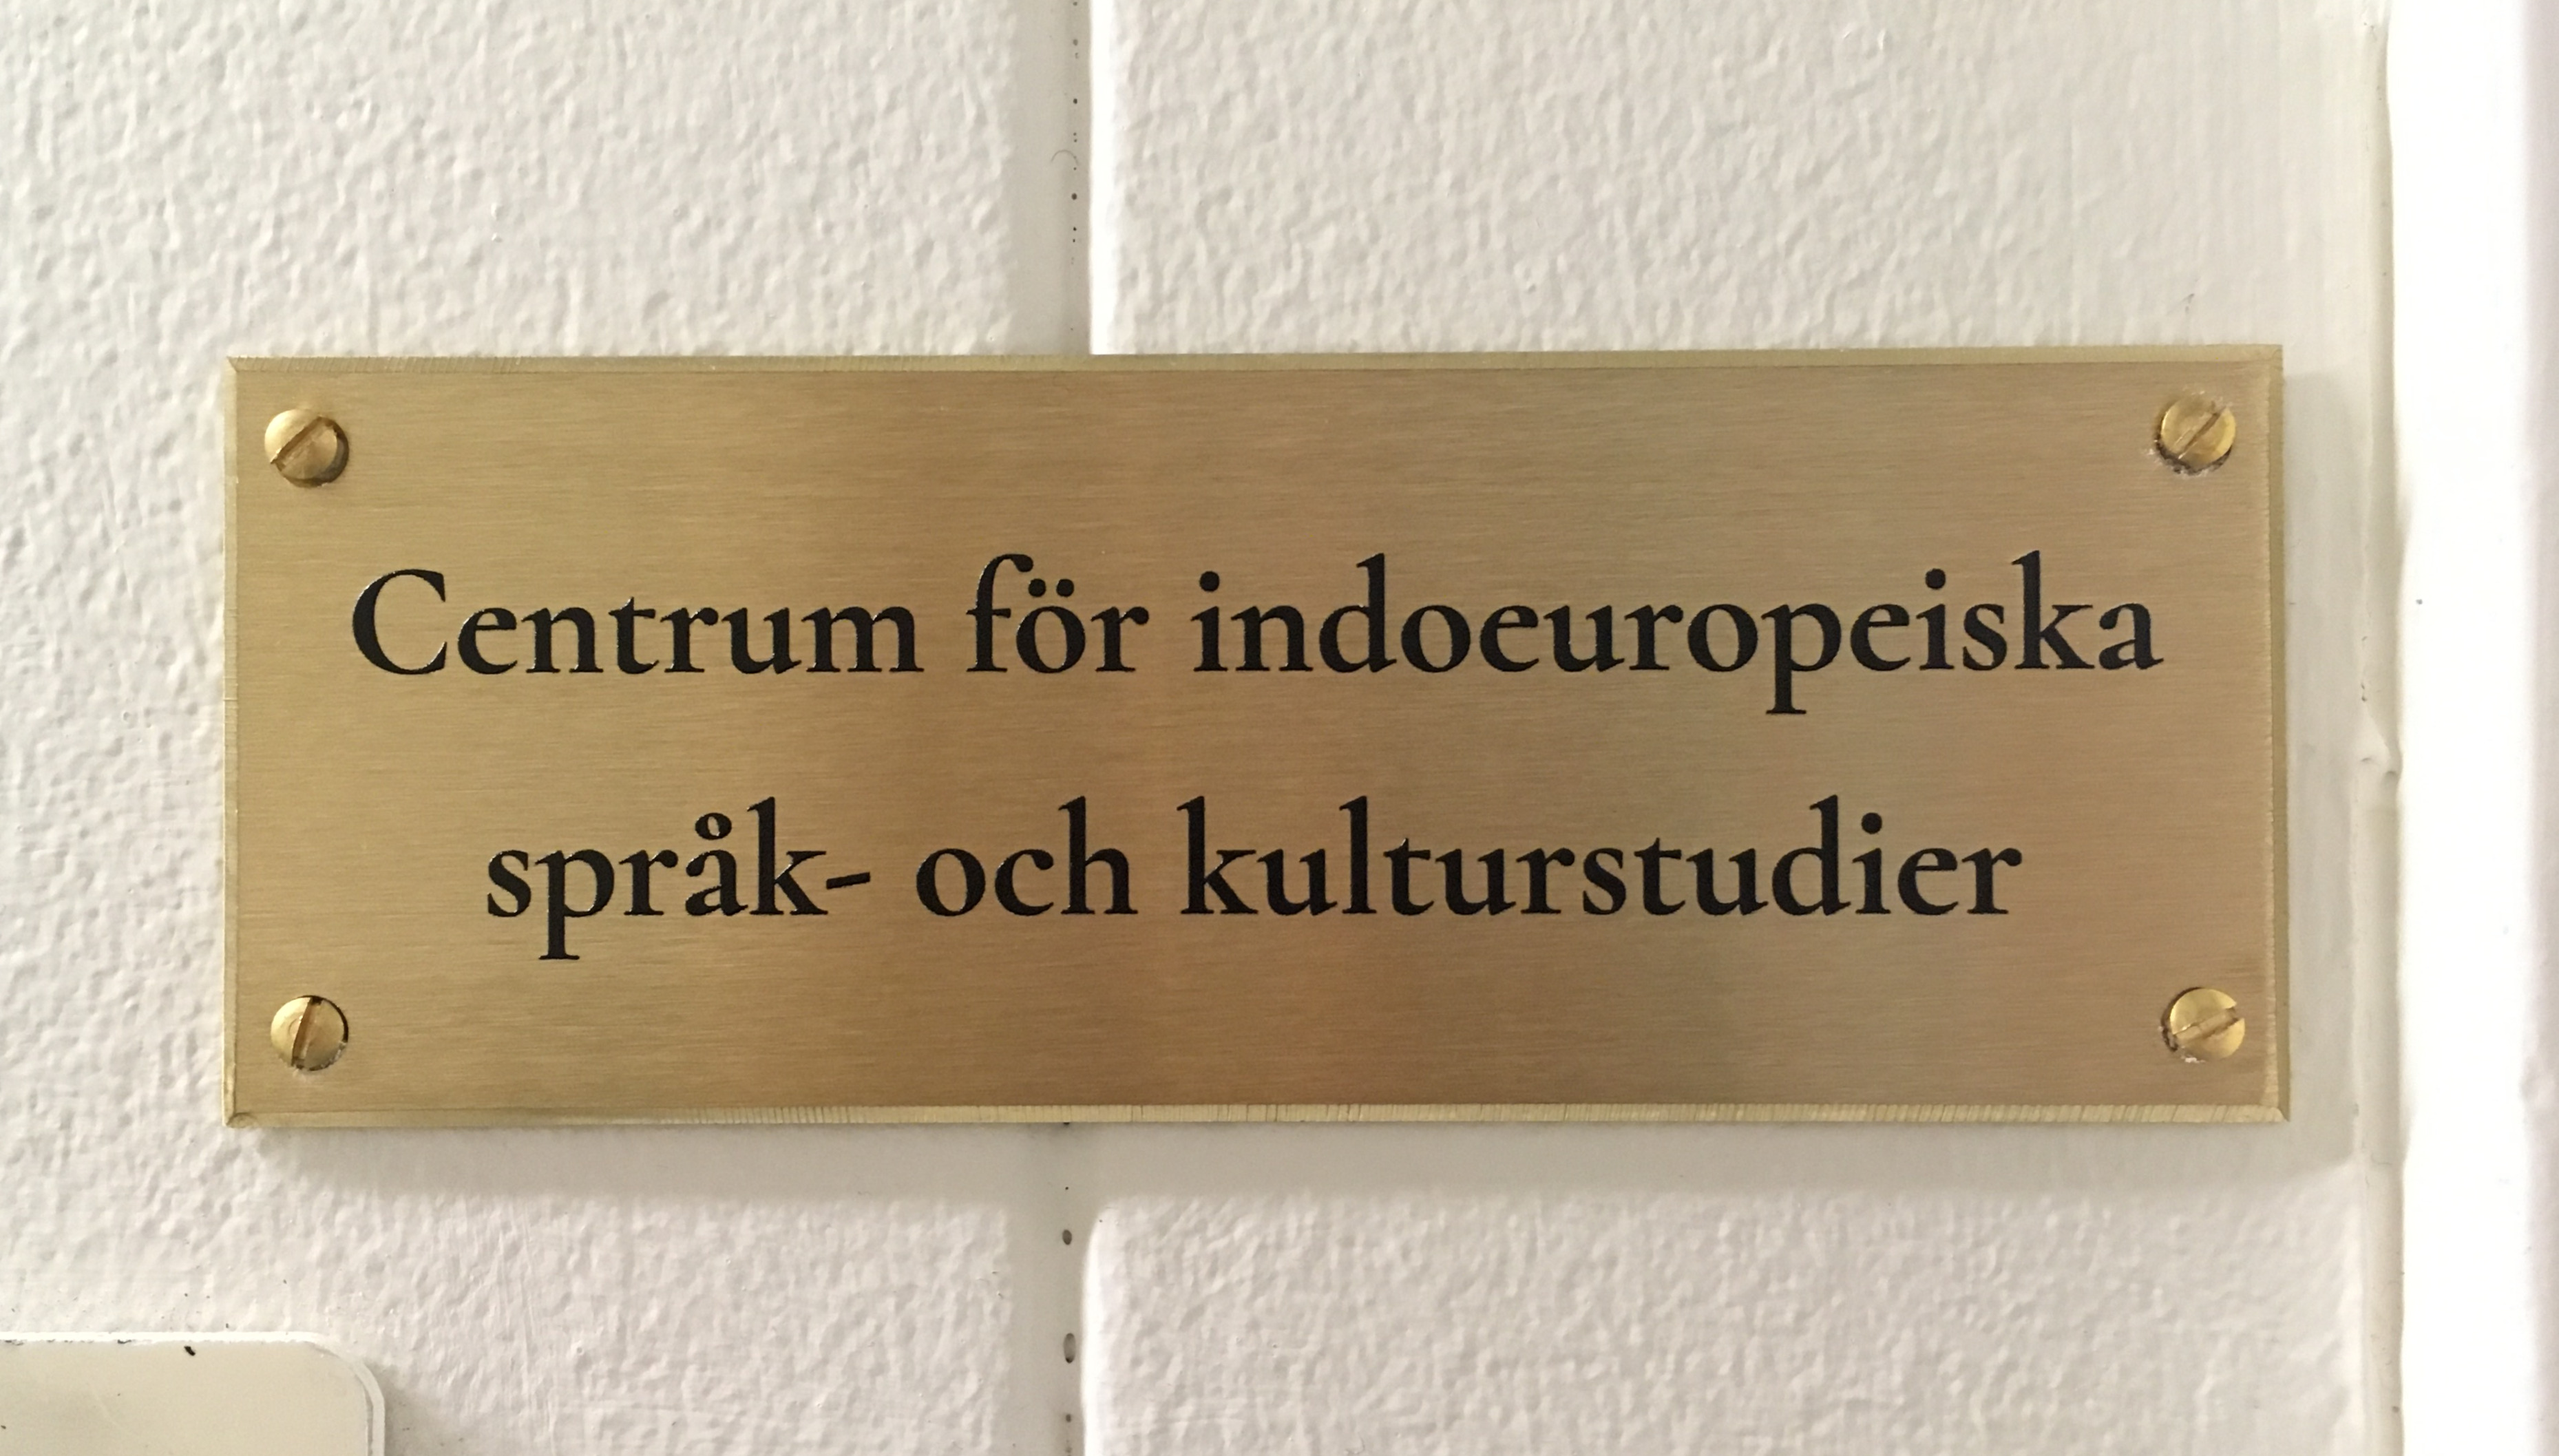 Centrum för indoeuropeiska
språk- och kulturstudier